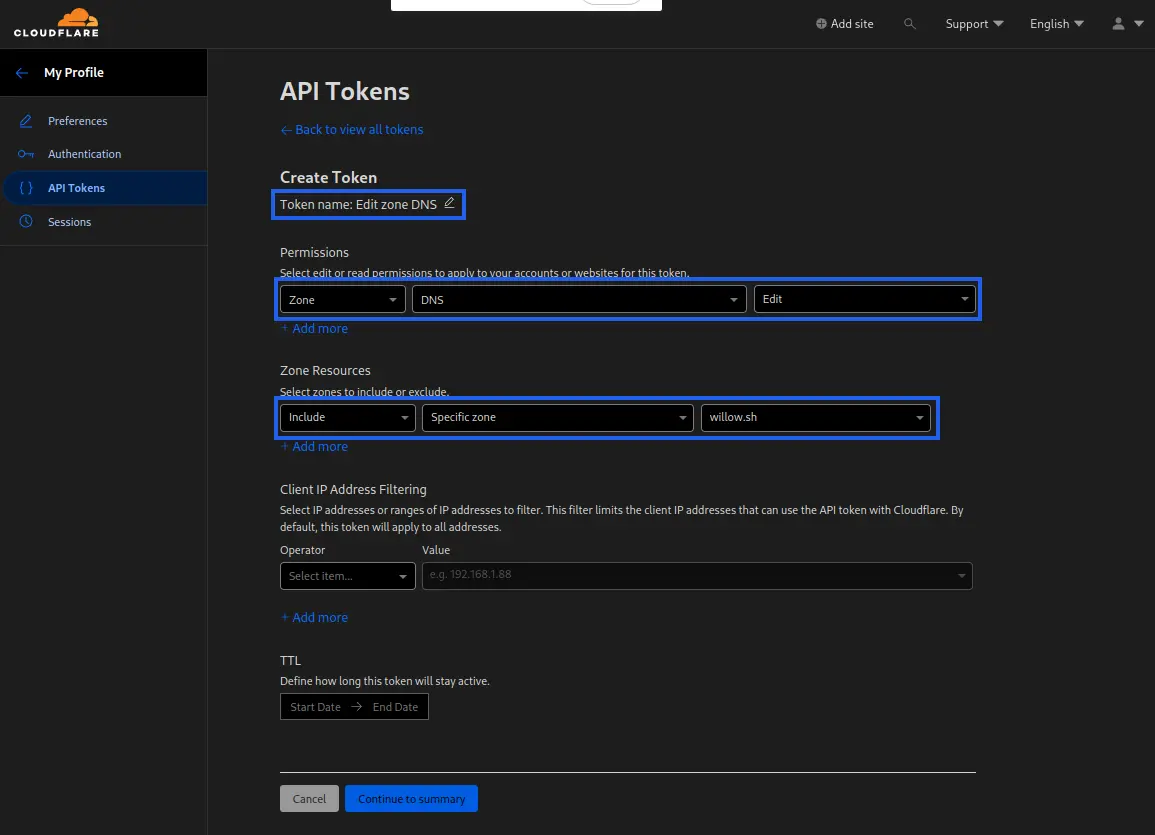 CLOUDFLARE
Add site
Support
English
My Profile
Preferences
Authentication
API Tokens
Sessions
API Tokens
← Back to view all tokens
Create Token
Token name: Edit zone DNS
Permissions
Select edit or read permissions to apply to your accounts or websites for this token.
Zone DNS Edit
+ Add more
Zone Resources
Select zones to include or exclude.
Include Specific zone willow.sh
+ Add more
Client IP Address Filtering
Select IP addresses or ranges of IP addresses to filter. This filter limits the client IP addresses that can use the API token with Cloudflare. By
default, this token will apply to all addresses.
Operator Value
Select item... e.g. 192.168.1.88
+ Add more
TTL
Define how long this token will stay active.
Start Date → End Date
Cancel Continue to summary